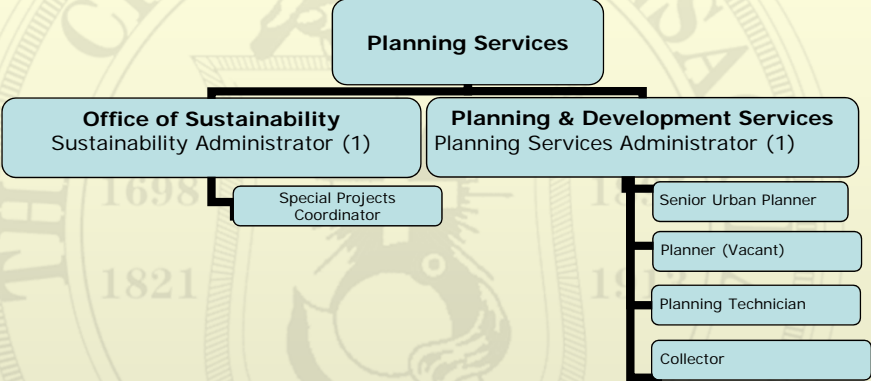 Planning Services
Office of Sustainability
Sustainability Administrator (1)
Planning & Development Services
Planning Services Administrator (1)
Special Projects
Coordinator
Senior Urban Planner
Planner (Vacant)
Planning Technician
Collector
1698
1821